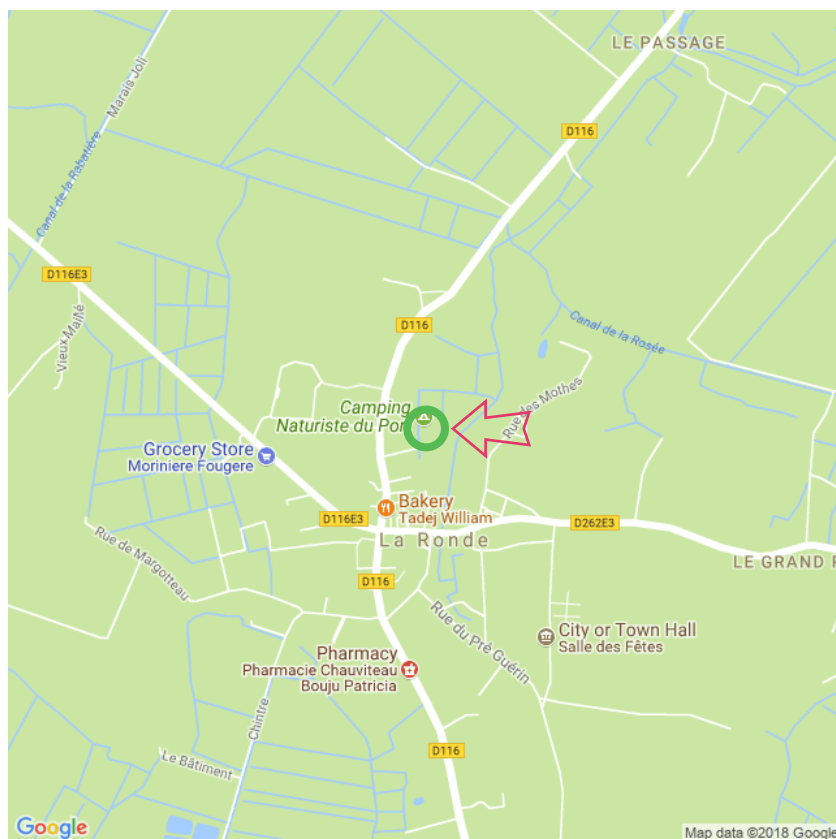 LE PASSAGE
Marais Joli
D116
Canal de la Rabatière
D116E3
Vieux Maillé
D116
Canal de la Rosée
Rue des Mothes
Camping
Naturiste du Por
Grocery Store
Moriniere Fougere
Bakery
Tadej William
D116E3
D262E3
La Ronde
Rue de Margotteau
LE GRAND
D116
Rue du Pré Guérin
City or Town Hall
Salle des Fêtes
Pharmacy
Pharmacie Chauviteau
Bouju Patricia
Chintre
D116
Le Bâtiment
Google
Map data ©2018 Google